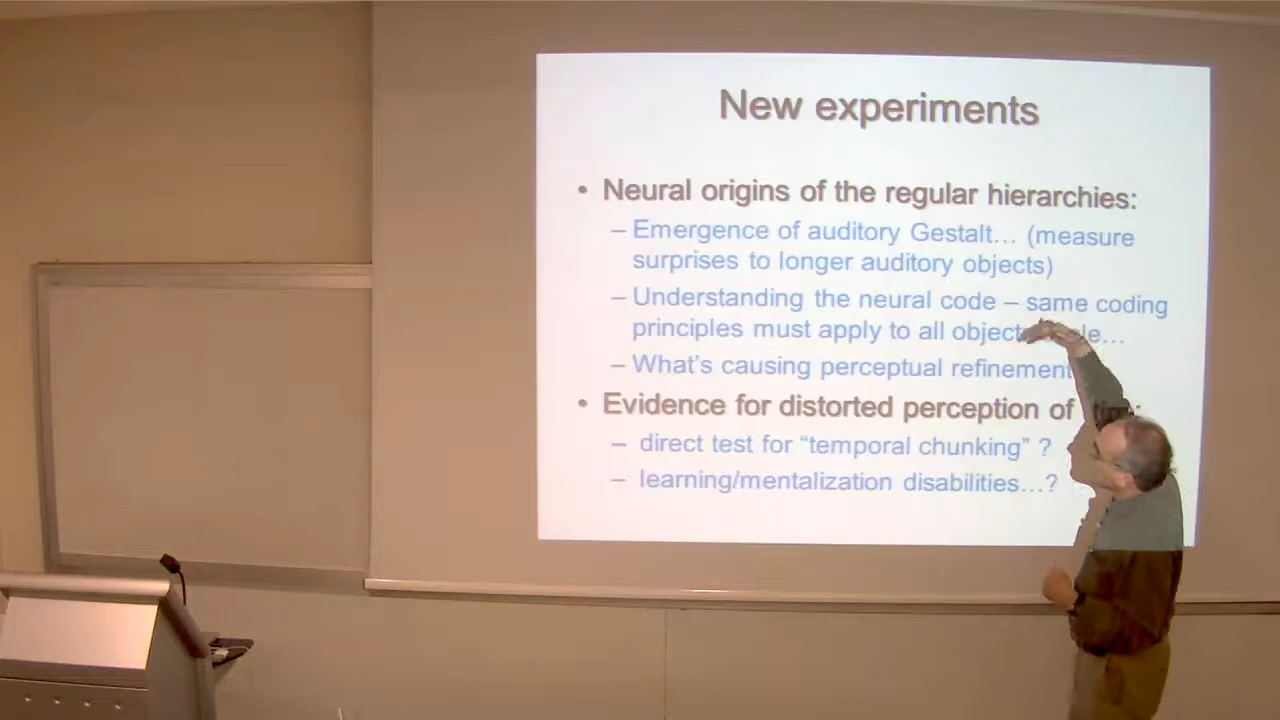 New experiments
• Neural origins of the regular hierarchies:
– Emergence of auditory Gestalt… (measure
surprises to longer auditory objects)
– Understanding the neural code – same coding
principles must apply to all
– What's causing perceptual refinement
• Evidence for distorted perception of
– direct test for “temporal chunking” ?
– learning/mentalization disabilities…?